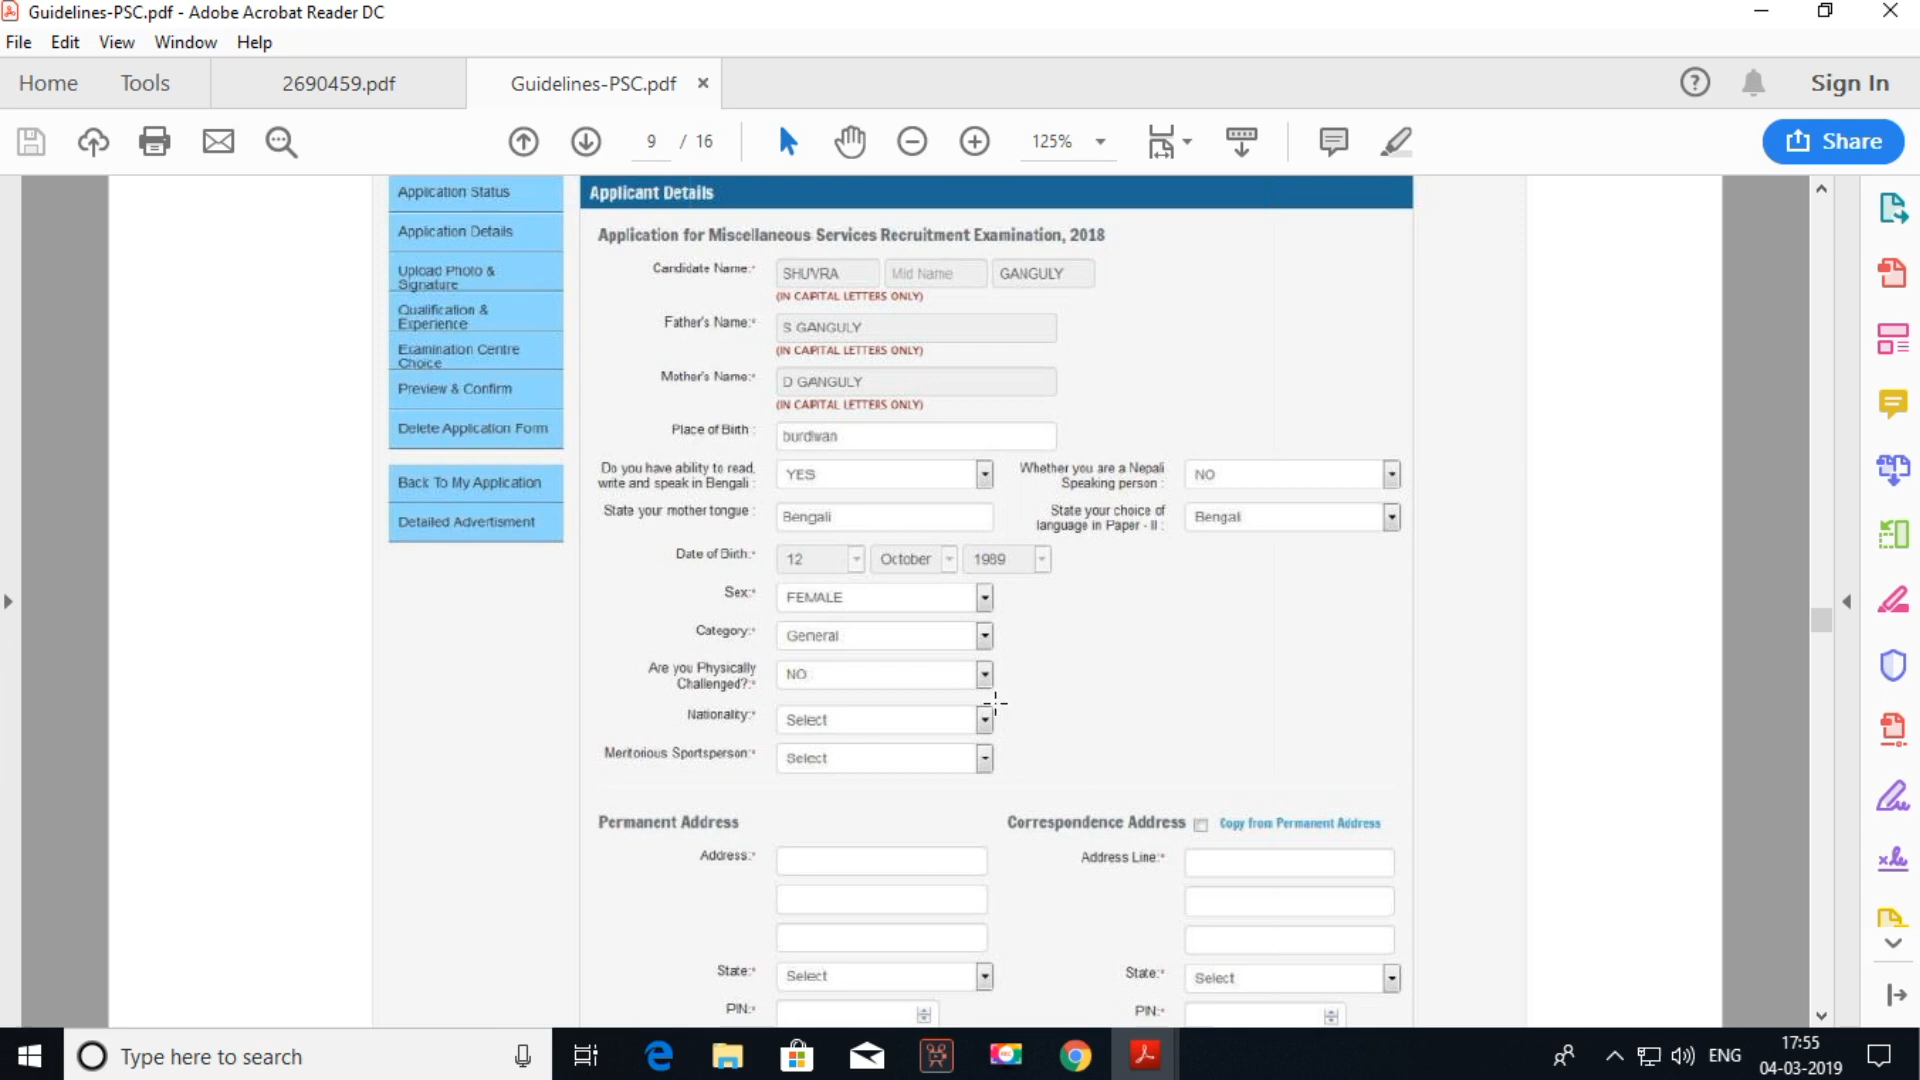 Guidelines-PSC.pdf - Adobe Acrobat Reader DC
File Edit View Window Help
Home Tools 2690459.pdf Guidelines-PSC.pdf Sign In
9 / 16 125% Share
Application Status
Application Details
Upload Photo &
Signature
Qualification &
Experience
Examination Centre
Choice
Preview & Confirm
Delete Application Form
Back To My Application
Detailed Advertisment
Applicant Details
Application for Miscellaneous Services Recruitment Examination, 2018
Candidate Name:* SHUVRA Mid Name GANGULY
(IN CAPITAL LETTERS ONLY)
Father's Name:* S GANGULY
(IN CAPITAL LETTERS ONLY)
Mother's Name:* D GANGULY
(IN CAPITAL LETTERS ONLY)
Place of Birth : burdwan
Do you have ability to read,
write and speak in Bengali : YES
Whether you are a Nepali
Speaking person : NO
State your mother tongue : Bengali
State your choice of
language in Paper - II : Bengali
Date of Birth:* 12 October 1989
Sex:* FEMALE
Category:* General
Are you Physically
Challenged?:* NO
Nationality:* Select
Meritorious Sportsperson:* Select
Permanent Address
Address:*
State:* Select
PIN:*
Correspondence Address Copy from Permanent Address
Address Line:*
State:* Select
PIN:*
Type here to search
ENG
17:55
04-03-2019